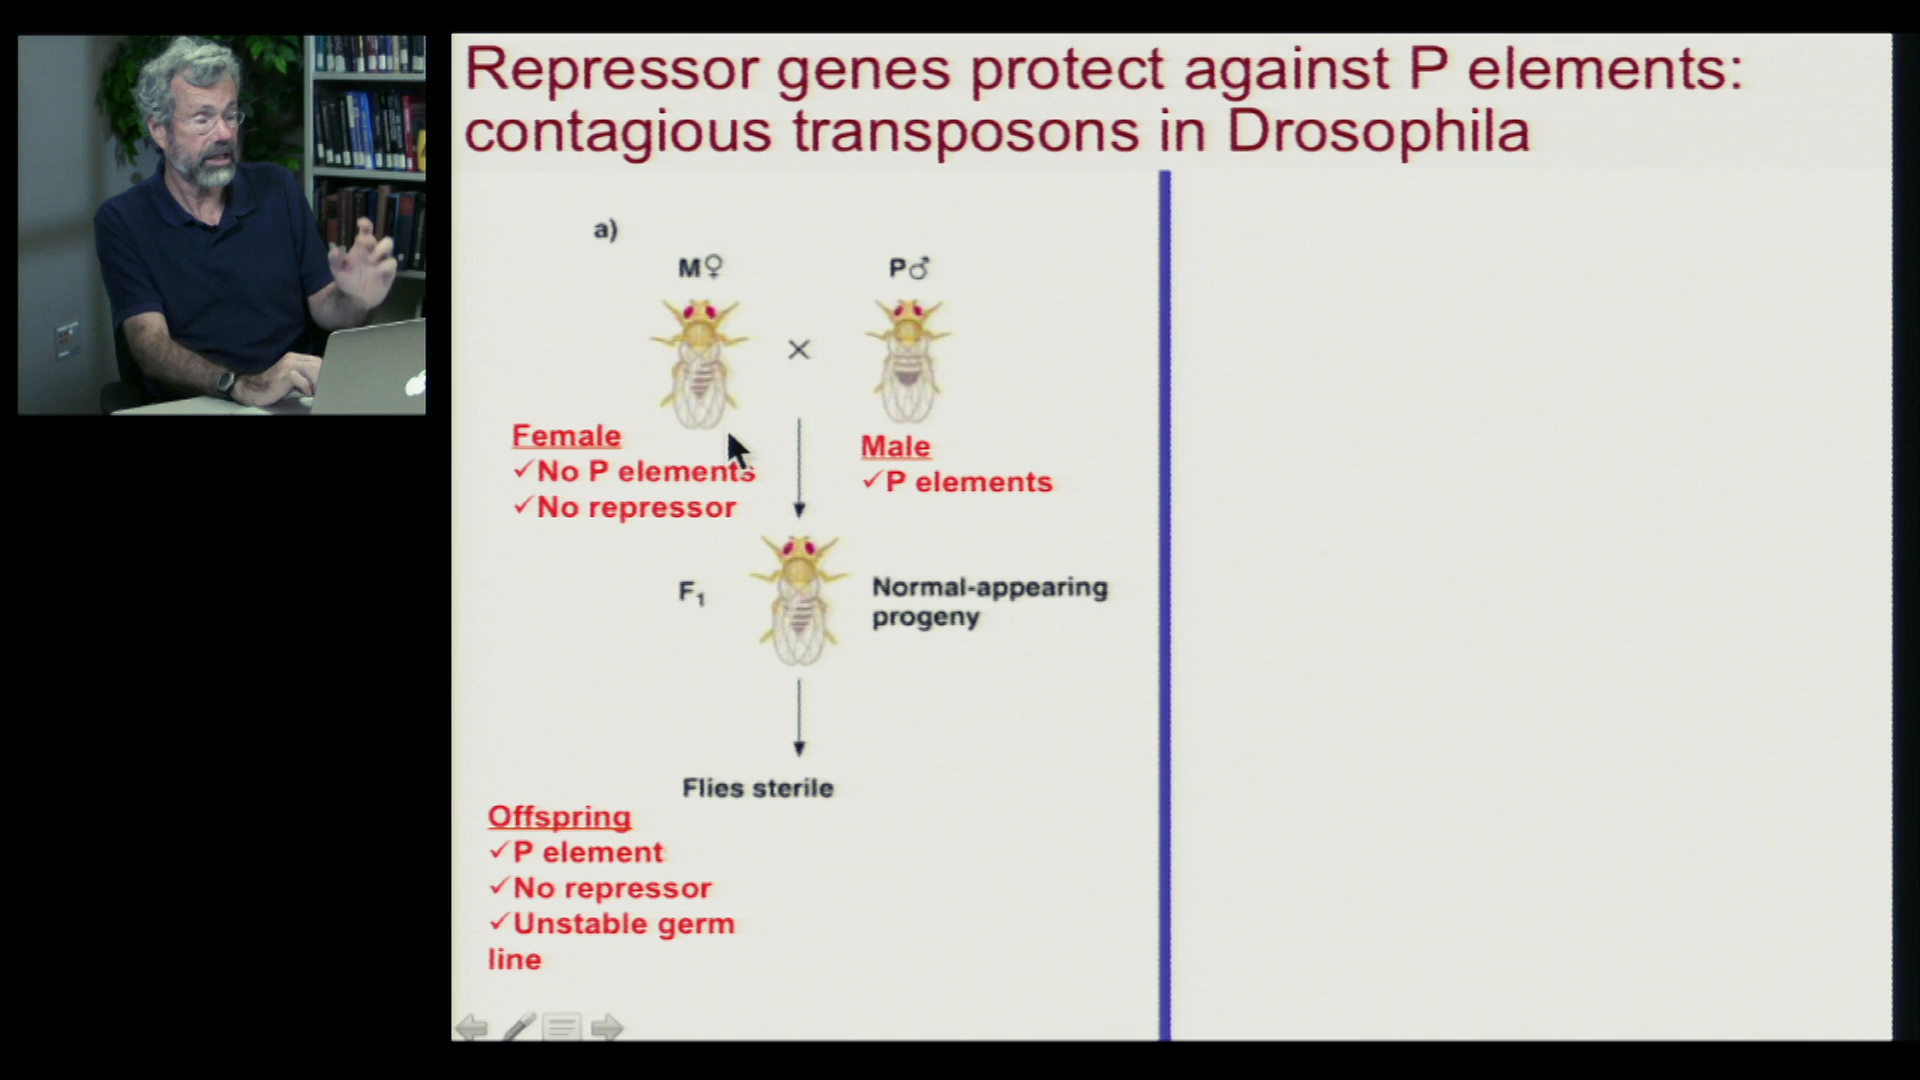 Repressor genes protect against P elements:
contagious transposons in Drosophila
a)
M♀
P♂
×
Female
✓No P elements
✓No repressor
Male
✓P elements
F₁
Normal-appearing
progeny
Flies sterile
Offspring
✓P element
✓No repressor
✓Unstable germ
line